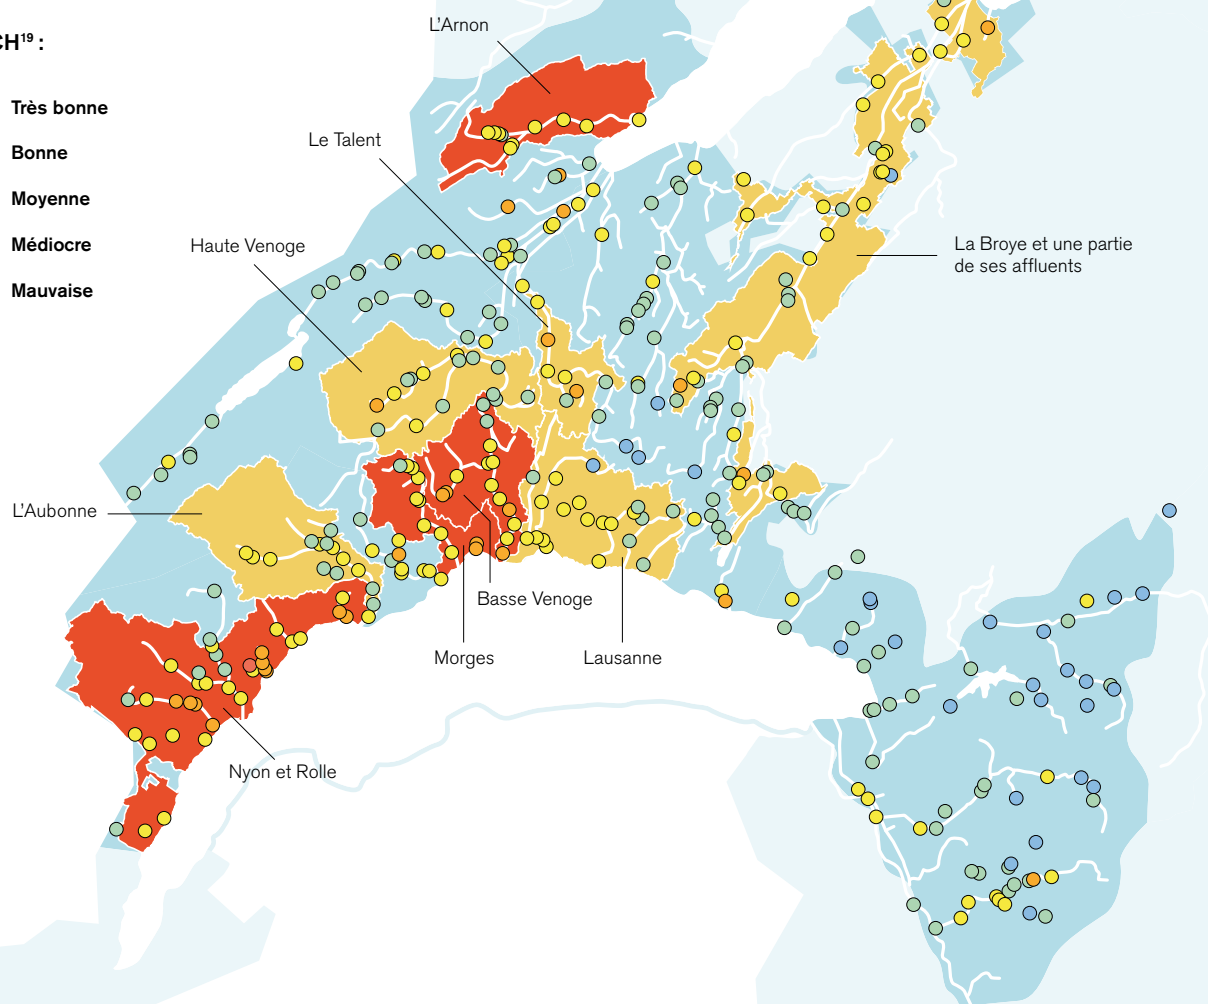 CH¹⁹ :
Très bonne
Bonne
Moyenne
Médiocre
Mauvaise
L'Arnon
Le Talent
Haute Venoge
La Broye et une partie
de ses affluents
L'Aubonne
Basse Venoge
Morges
Lausanne
Nyon et Rolle